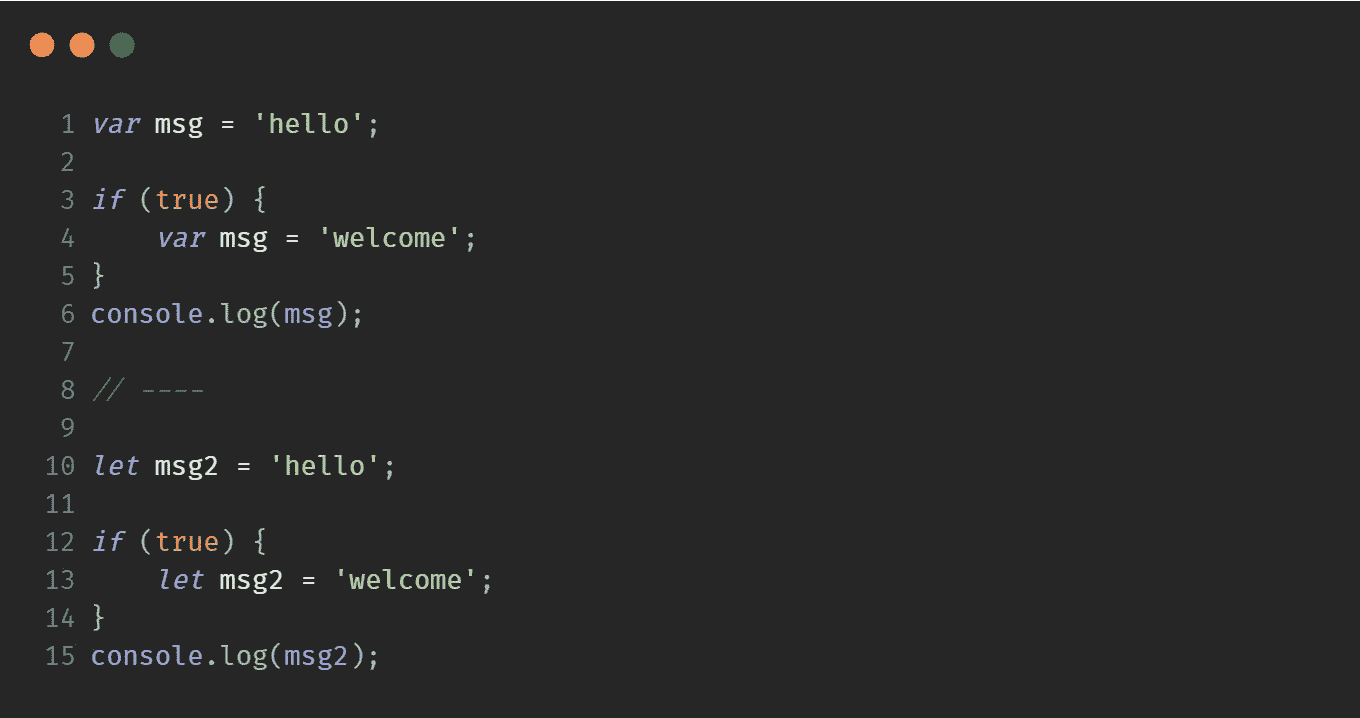 1 var msg = 'hello';
2
3 if (true) {
4     var msg = 'welcome';
5 }
6 console.log(msg);
7
8 // ----
9
10 let msg2 = 'hello';
11
12 if (true) {
13     let msg2 = 'welcome';
14 }
15 console.log(msg2);